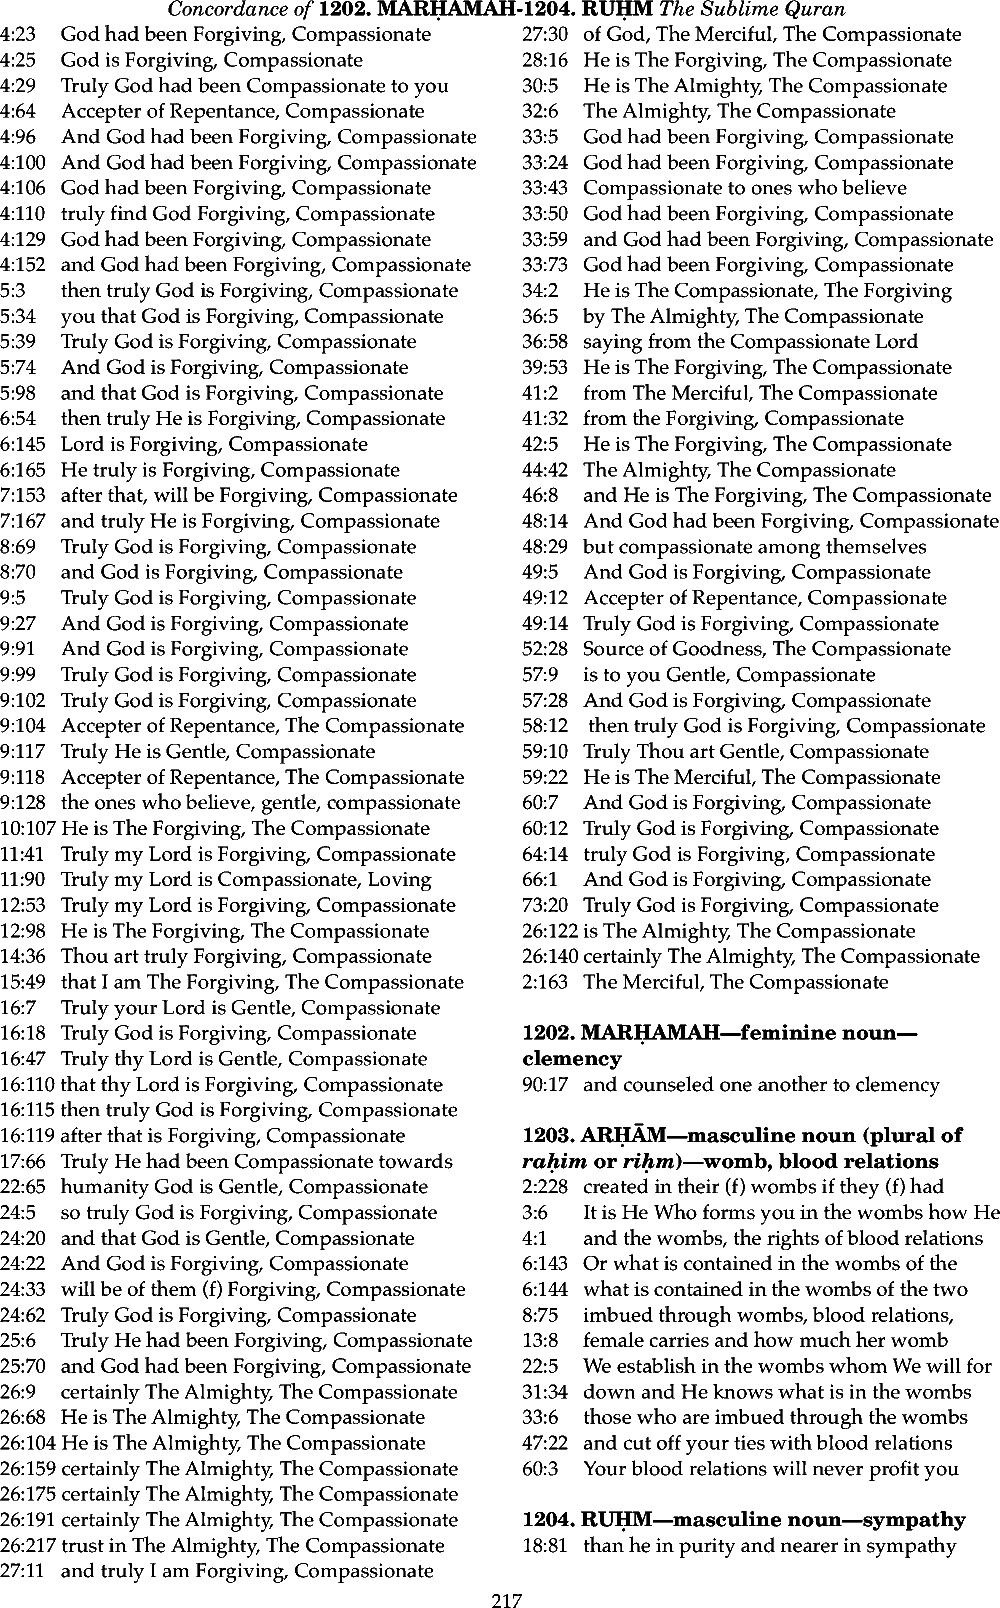 Concordance of 1202. MARḤAMAH-1204. RUḤM The Sublime Quran
4:23 God had been Forgiving, Compassionate
4:25 God is Forgiving, Compassionate
4:29 Truly God had been Compassionate to you
4:64 Accepter of Repentance, Compassionate
4:96 And God had been Forgiving, Compassionate
4:100 And God had been Forgiving, Compassionate
4:106 God had been Forgiving, Compassionate
4:110 truly find God Forgiving, Compassionate
4:129 God had been Forgiving, Compassionate
4:152 and God had been Forgiving, Compassionate
5:3 then truly God is Forgiving, Compassionate
5:34 you that God is Forgiving, Compassionate
5:39 Truly God is Forgiving, Compassionate
5:74 And God is Forgiving, Compassionate
5:98 and that God is Forgiving, Compassionate
6:54 then truly He is Forgiving, Compassionate
6:145 Lord is Forgiving, Compassionate
6:165 He truly is Forgiving, Compassionate
7:153 after that, will be Forgiving, Compassionate
7:167 and truly He is Forgiving, Compassionate
8:69 Truly God is Forgiving, Compassionate
8:70 and God is Forgiving, Compassionate
9:5 Truly God is Forgiving, Compassionate
9:27 And God is Forgiving, Compassionate
9:91 And God is Forgiving, Compassionate
9:99 Truly God is Forgiving, Compassionate
9:102 Truly God is Forgiving, Compassionate
9:104 Accepter of Repentance, The Compassionate
9:117 Truly He is Gentle, Compassionate
9:118 Accepter of Repentance, The Compassionate
9:128 the ones who believe, gentle, compassionate
10:107 He is The Forgiving, The Compassionate
11:41 Truly my Lord is Forgiving, Compassionate
11:90 Truly my Lord is Compassionate, Loving
12:53 Truly my Lord is Forgiving, Compassionate
12:98 He is The Forgiving, The Compassionate
14:36 Thou art truly Forgiving, Compassionate
15:49 that I am The Forgiving, The Compassionate
16:7 Truly your Lord is Gentle, Compassionate
16:18 Truly God is Forgiving, Compassionate
16:47 Truly thy Lord is Gentle, Compassionate
16:110 that thy Lord is Forgiving, Compassionate
16:115 then truly God is Forgiving, Compassionate
16:119 after that is Forgiving, Compassionate
17:66 Truly He had been Compassionate towards
22:65 humanity God is Gentle, Compassionate
24:5 so truly God is Forgiving, Compassionate
24:20 and that God is Gentle, Compassionate
24:22 And God is Forgiving, Compassionate
24:33 will be of them (f) Forgiving, Compassionate
24:62 Truly God is Forgiving, Compassionate
25:6 Truly He had been Forgiving, Compassionate
25:70 and God had been Forgiving, Compassionate
26:9 certainly The Almighty, The Compassionate
26:68 He is The Almighty, The Compassionate
26:104 He is The Almighty, The Compassionate
26:159 certainly The Almighty, The Compassionate
26:175 certainly The Almighty, The Compassionate
26:191 certainly The Almighty, The Compassionate
26:217 trust in The Almighty, The Compassionate
27:11 and truly I am Forgiving, Compassionate
27:30 of God, The Merciful, The Compassionate
28:16 He is The Forgiving, The Compassionate
30:5 He is The Almighty, The Compassionate
32:6 The Almighty, The Compassionate
33:5 God had been Forgiving, Compassionate
33:24 God had been Forgiving, Compassionate
33:43 Compassionate to ones who believe
33:50 God had been Forgiving, Compassionate
33:59 and God had been Forgiving, Compassionate
33:73 God had been Forgiving, Compassionate
34:2 He is The Compassionate, The Forgiving
36:5 by The Almighty, The Compassionate
36:58 saying from the Compassionate Lord
39:53 He is The Forgiving, The Compassionate
41:2 from The Merciful, The Compassionate
41:32 from the Forgiving, Compassionate
42:5 He is The Forgiving, The Compassionate
44:42 The Almighty, The Compassionate
46:8 and He is The Forgiving, The Compassionate
48:14 And God had been Forgiving, Compassionate
48:29 but compassionate among themselves
49:5 And God is Forgiving, Compassionate
49:12 Accepter of Repentance, Compassionate
49:14 Truly God is Forgiving, Compassionate
52:28 Source of Goodness, The Compassionate
57:9 is to you Gentle, Compassionate
57:28 And God is Forgiving, Compassionate
58:12 then truly God is Forgiving, Compassionate
59:10 Truly Thou art Gentle, Compassionate
59:22 He is The Merciful, The Compassionate
60:7 And God is Forgiving, Compassionate
60:12 Truly God is Forgiving, Compassionate
64:14 truly God is Forgiving, Compassionate
66:1 And God is Forgiving, Compassionate
73:20 Truly God is Forgiving, Compassionate
26:122 is The Almighty, The Compassionate
26:140 certainly The Almighty, The Compassionate
2:163 The Merciful, The Compassionate
1202. MARḤAMAH—feminine noun—
clemency
90:17 and counseled one another to clemency
1203. ARḤĀM—masculine noun (plural of
raḥim or riḥm)—womb, blood relations
2:228 created in their (f) wombs if they (f) had
3:6 It is He Who forms you in the wombs how He
4:1 and the wombs, the rights of blood relations
6:143 Or what is contained in the wombs of the
6:144 what is contained in the wombs of the two
8:75 imbued through wombs, blood relations,
13:8 female carries and how much her womb
22:5 We establish in the wombs whom We will for
31:34 down and He knows what is in the wombs
33:6 those who are imbued through the wombs
47:22 and cut off your ties with blood relations
60:3 Your blood relations will never profit you
1204. RUḤM—masculine noun—sympathy
18:81 than he in purity and nearer in sympathy
217